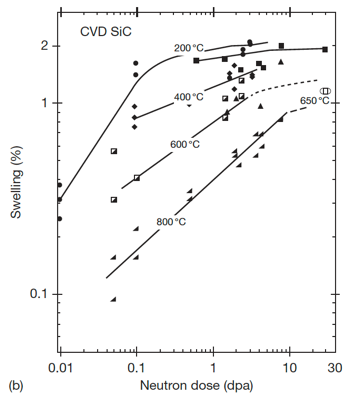 CVD SiC
2
200 °C
400 °C
1
650 °C
600 °C
Swelling (%)
800 °C
0.1
0.01
0.1
1
10
30
(b)
Neutron dose (dpa)